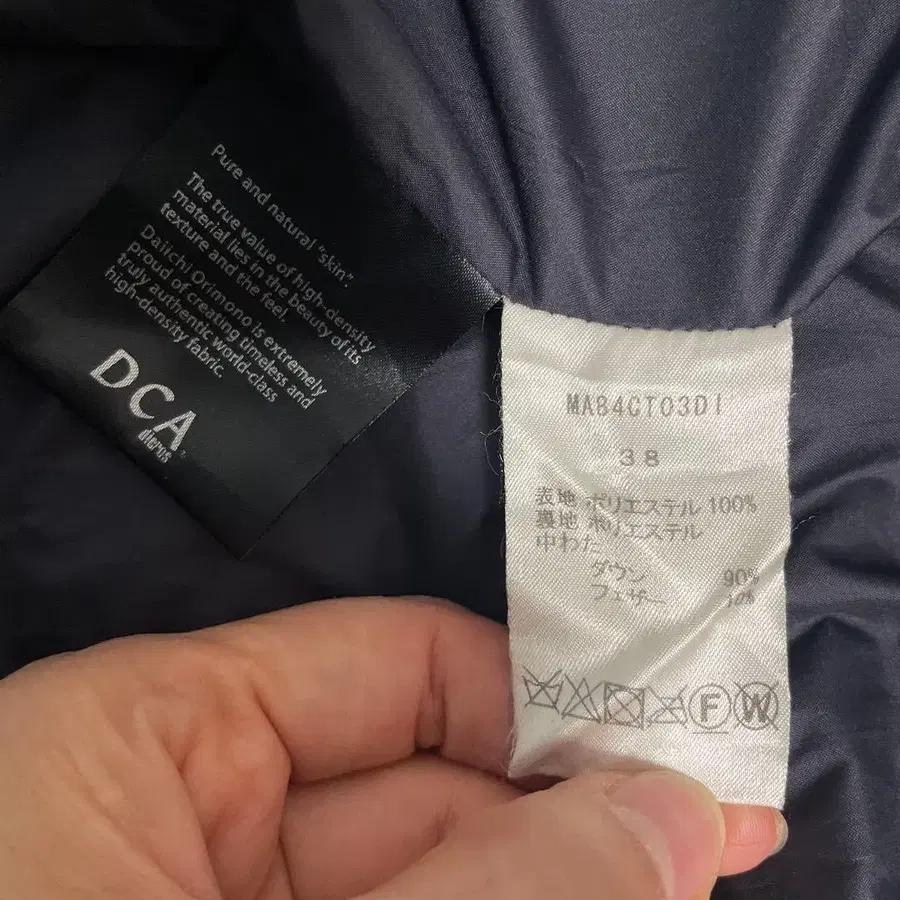 Pure and natural "skin".
The true value of high-density
material lies in the beauty of its
texture and the feel.
Daiichi Orimono is extremely
proud of creating timeless and
truly authentic world-class
high-density fabric.
DCA
dicros
MAB4CT03DI
38
表地 ポリエステル 100%
裏地 ポリエステル
中わた
ダウン 90%
フェザー 10%
F W